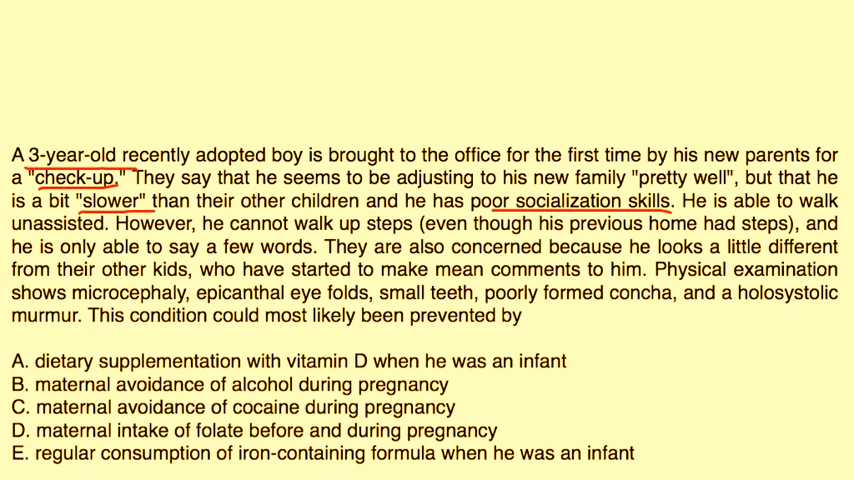 A 3-year-old recently adopted boy is brought to the office for the first time by his new parents for
a "check-up." They say that he seems to be adjusting to his new family "pretty well", but that he
is a bit "slower" than their other children and he has poor socialization skills. He is able to walk
unassisted. However, he cannot walk up steps (even though his previous home had steps), and
he is only able to say a few words. They are also concerned because he looks a little different
from their other kids, who have started to make mean comments to him. Physical examination
shows microcephaly, epicanthal eye folds, small teeth, poorly formed concha, and a holosystolic
murmur. This condition could most likely been prevented by
A. dietary supplementation with vitamin D when he was an infant
B. maternal avoidance of alcohol during pregnancy
C. maternal avoidance of cocaine during pregnancy
D. maternal intake of folate before and during pregnancy
E. regular consumption of iron-containing formula when he was an infant